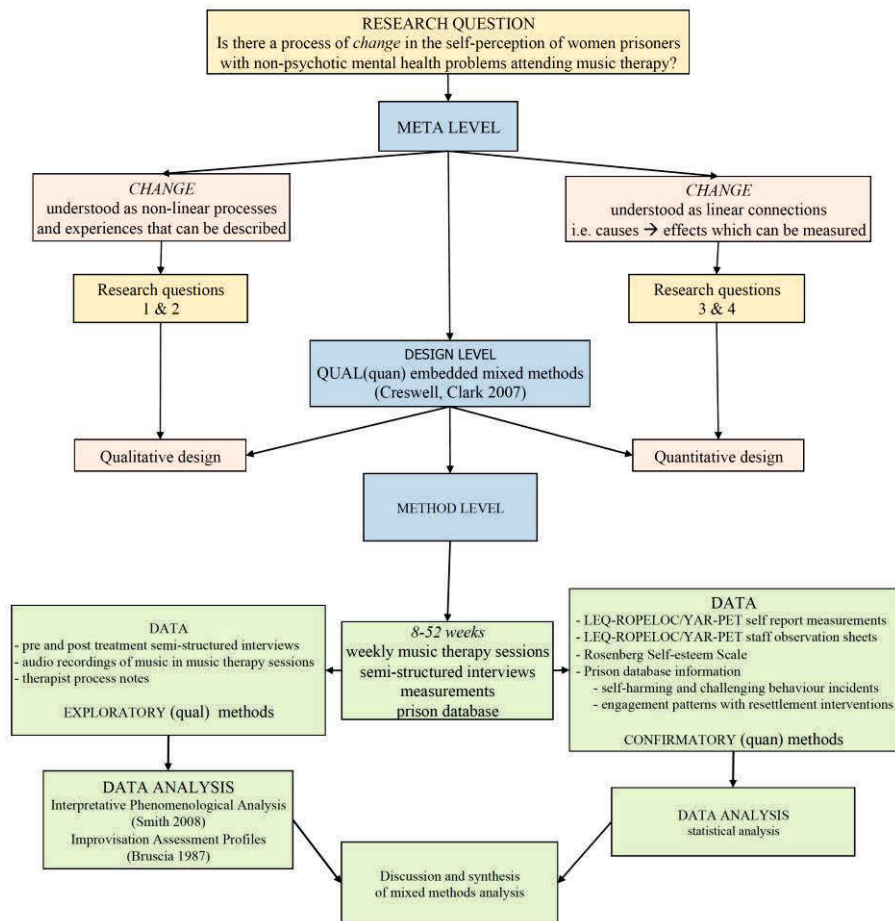 RESEARCH QUESTION
Is there a process of change in the self-perception of women prisoners
with non-psychotic mental health problems attending music therapy?
META LEVEL
CHANGE
understood as non-linear processes
and experiences that can be described
CHANGE
understood as linear connections
i.e. causes → effects which can be measured
Research questions
1 & 2
Research questions
3 & 4
DESIGN LEVEL
QUAL(quan) embedded mixed methods
(Creswell, Clark 2007)
Qualitative design
Quantitative design
METHOD LEVEL
DATA
- pre and post treatment semi-structured interviews
- audio recordings of music in music therapy sessions
- therapist process notes
EXPLORATORY (qual) methods
8-52 weeks
weekly music therapy sessions
semi-structured interviews
measurements
prison database
DATA
- LEQ-ROPELOC/YAR-PET self report measurements
- LEQ-ROPELOC/YAR-PET staff observation sheets
- Rosenberg Self-esteem Scale
- Prison database information
- self-harming and challenging behaviour incidents
- engagement patterns with resettlement interventions
CONFIRMATORY (quan) methods
DATA ANALYSIS
Interpretative Phenomenological Analysis
(Smith 2008)
Improvisation Assessment Profiles
(Bruscia 1987)
DATA ANALYSIS
statistical analysis
Discussion and synthesis
of mixed methods analysis